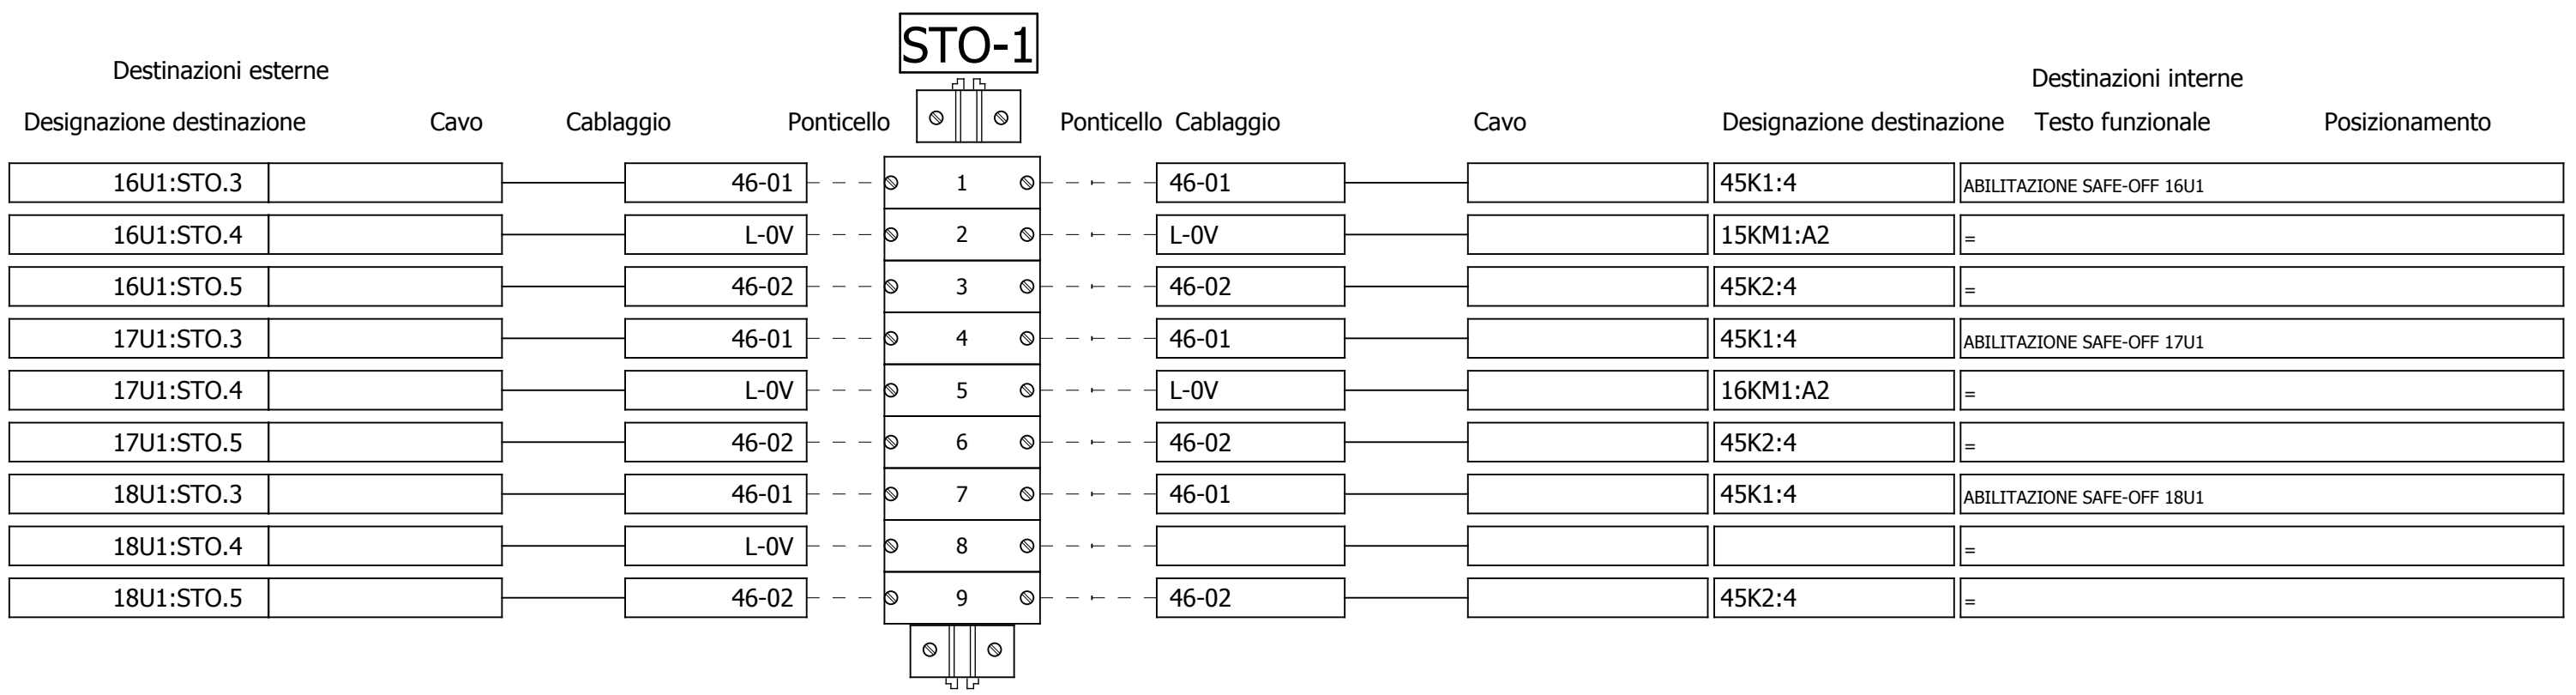 STO-1
Destinazioni esterne
Destinazioni interne
Designazione destinazione Cavo Cablaggio Ponticello Ponticello Cablaggio Cavo Designazione destinazione Testo funzionale Posizionamento
16U1:STO.3 46-01 1 46-01 45K1:4 ABILITAZIONE SAFE-OFF 16U1
16U1:STO.4 L-0V 2 L-0V 15KM1:A2 =
16U1:STO.5 46-02 3 46-02 45K2:4 =
17U1:STO.3 46-01 4 46-01 45K1:4 ABILITAZIONE SAFE-OFF 17U1
17U1:STO.4 L-0V 5 L-0V 16KM1:A2 =
17U1:STO.5 46-02 6 46-02 45K2:4 =
18U1:STO.3 46-01 7 46-01 45K1:4 ABILITAZIONE SAFE-OFF 18U1
18U1:STO.4 L-0V 8 =
18U1:STO.5 46-02 9 46-02 45K2:4 =